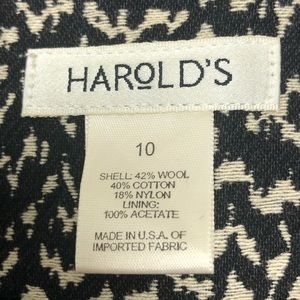 HAROLD'S
10
SHELL: 42% WOOL
40% COTTON
18% NYLON
LINING:
100% ACETATE
MADE IN U.S.A. OF
IMPORTED FABRIC